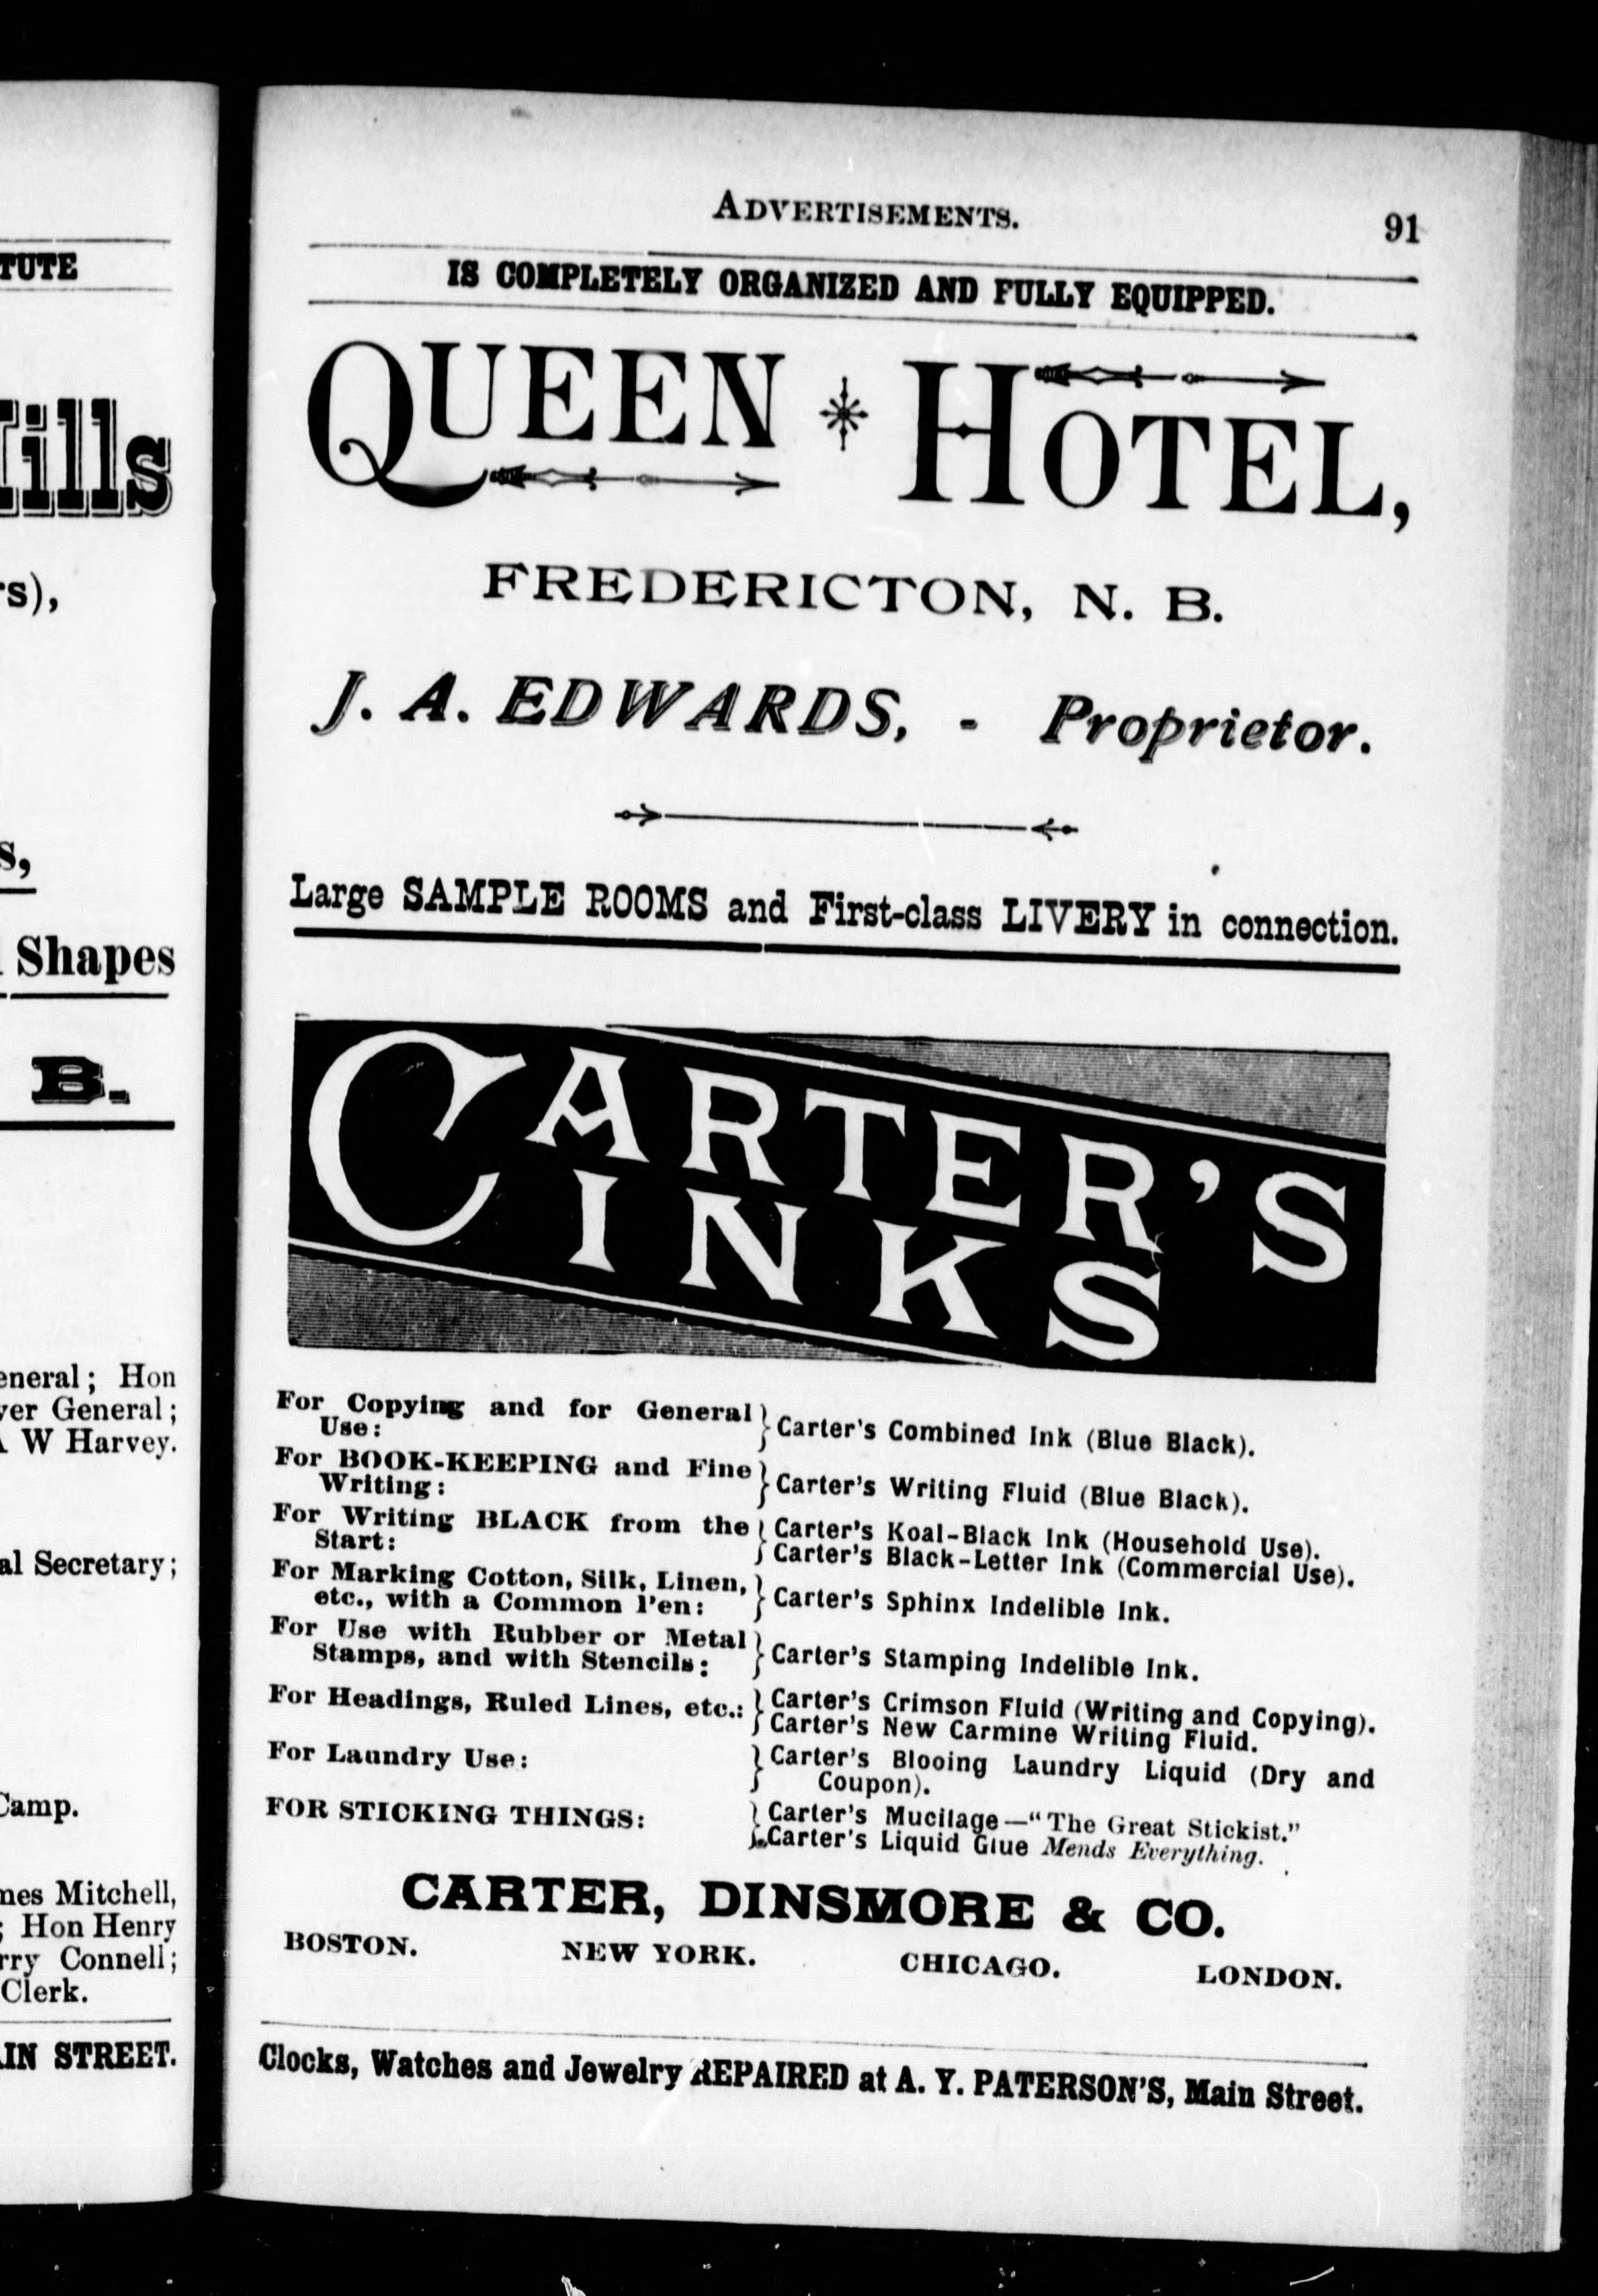 TUTE
ills
s),
s,
Shapes
B.
eneral; Hon
yer General;
W Harvey.
al Secretary;
Camp.
mes Mitchell,
; Hon Henry
rry Connell;
Clerk.
IN STREET.
ADVERTISEMENTS.
91
IS COMPLETELY ORGANIZED AND FULLY EQUIPPED.
QUEEN HOTEL,
FREDERICTON, N. B.
J. A. EDWARDS, - Proprietor.
Large SAMPLE ROOMS and First-class LIVERY in connection.
CARTER'S
INKS
For Copying and for General
Use:
Carter's Combined Ink (Blue Black).
For BOOK-KEEPING and Fine
Writing:
Carter's Writing Fluid (Blue Black).
For Writing BLACK from the
Start:
Carter's Koal-Black Ink (Household Use).
Carter's Black-Letter Ink (Commercial Use).
For Marking Cotton, Silk, Linen,
etc., with a Common Pen:
Carter's Sphinx Indelible Ink.
For Use with Rubber or Metal
Stamps, and with Stencils:
Carter's Stamping Indelible Ink.
For Headings, Ruled Lines, etc.:
Carter's Crimson Fluid (Writing and Copying).
Carter's New Carmine Writing Fluid.
For Laundry Use:
Carter's Blooing Laundry Liquid (Dry and
Coupon).
FOR STICKING THINGS:
Carter's Mucilage—"The Great Stickist."
Carter's Liquid Glue Mends Everything.
CARTER, DINSMORE & CO.
BOSTON. NEW YORK. CHICAGO. LONDON.
Clocks, Watches and Jewelry REPAIRED at A. Y. PATERSON'S, Main Street.